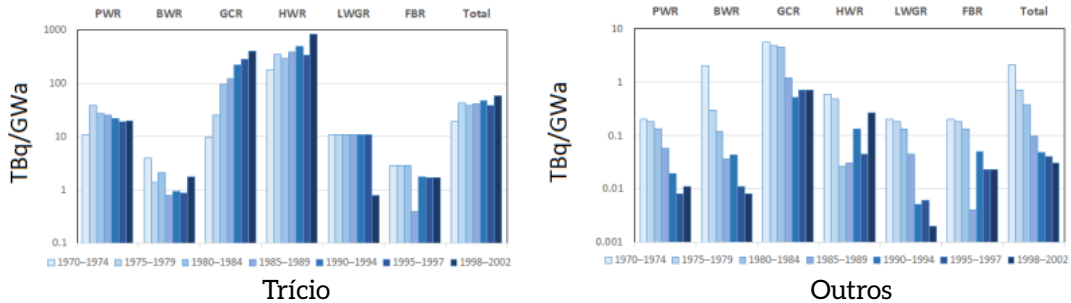 PWR BWR GCR HWR LWGR FBR Total
1000
100
10
1
0.1
TBq/GWa
1970–1974 1975–1979 1980–1984 1985–1989 1990–1994 1995–1997 1998–2002
Trício
PWR BWR GCR HWR LWGR FBR Total
10
1
0.1
0.01
0.001
TBq/GWa
1970–1974 1975–1979 1980–1984 1985–1989 1990–1994 1995–1997 1998–2002
Outros